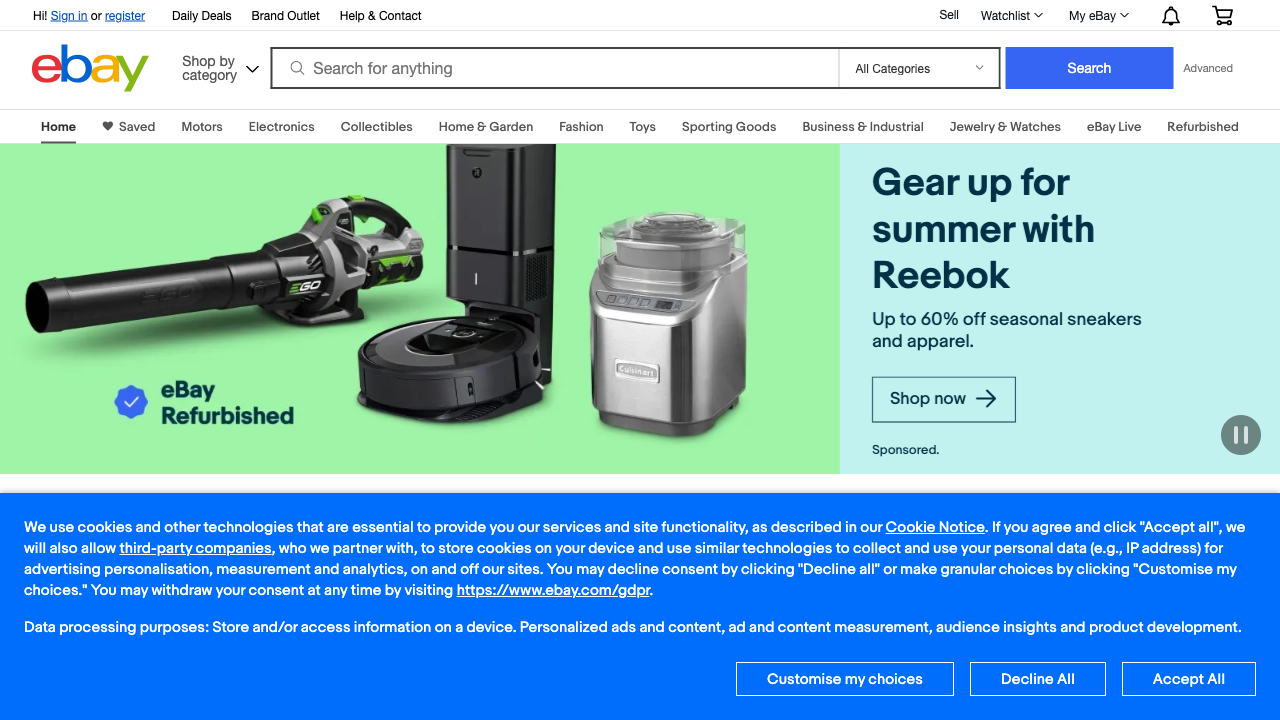 Hi! Sign in or register
Daily Deals
Brand Outlet
Help & Contact
Sell
Watchlist
My eBay
ebay
Shop by category
Search for anything
All Categories
Search
Advanced
Home
Saved
Motors
Electronics
Collectibles
Home & Garden
Fashion
Toys
Sporting Goods
Business & Industrial
Jewelry & Watches
eBay Live
Refurbished
EGO
EGO
Cuisinart
eBay
Refurbished
Gear up for
summer with
Reebok
Up to 60% off seasonal sneakers
and apparel.
Shop now
Sponsored.
We use cookies and other technologies that are essential to provide you our services and site functionality, as described in our Cookie Notice. If you agree and click "Accept all", we
will also allow third-party companies, who we partner with, to store cookies on your device and use similar technologies to collect and use your personal data (e.g., IP address) for
advertising personalisation, measurement and analytics, on and off our sites. You may decline consent by clicking "Decline all" or make granular choices by clicking "Customise my
choices." You may withdraw your consent at any time by visiting https://www.ebay.com/gdpr.
Data processing purposes: Store and/or access information on a device. Personalized ads and content, ad and content measurement, audience insights and product development.
Customise my choices
Decline All
Accept All